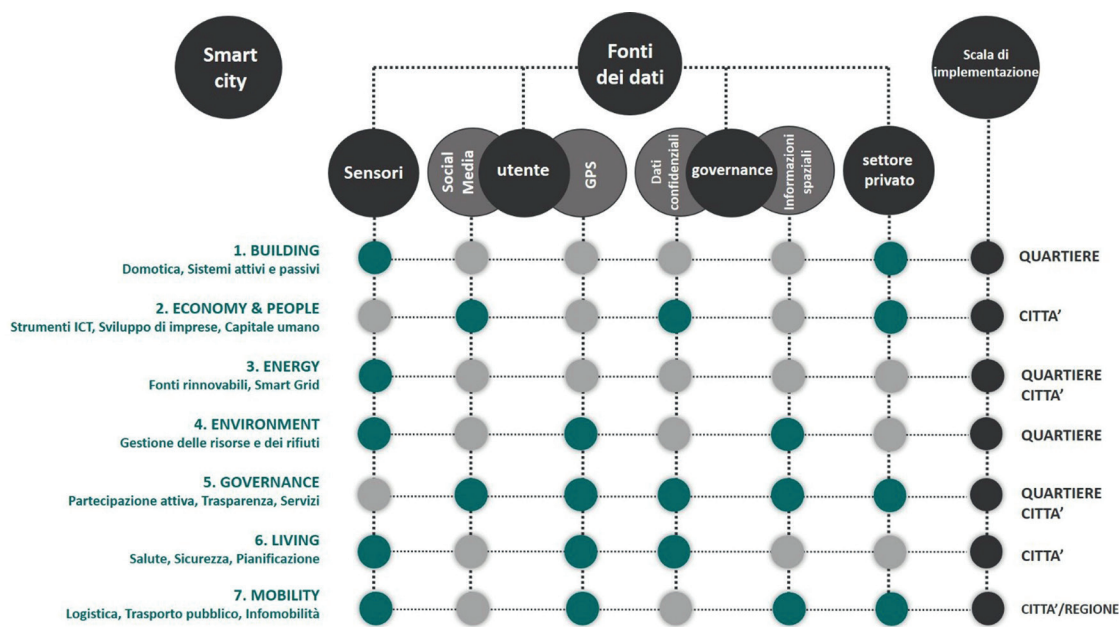 Smart
city
Fonti
dei dati
Scala di
implementazione
Sensori
Social
Media
utente
GPS
Dati
confidenziali
governance
Informazioni
spaziali
settore
privato
1. BUILDING
Domotica, Sistemi attivi e passivi
QUARTIERE
2. ECONOMY & PEOPLE
Strumenti ICT, Sviluppo di imprese, Capitale umano
CITTA’
3. ENERGY
Fonti rinnovabili, Smart Grid
QUARTIERE
CITTA’
4. ENVIRONMENT
Gestione delle risorse e dei rifiuti
QUARTIERE
5. GOVERNANCE
Partecipazione attiva, Trasparenza, Servizi
QUARTIERE
CITTA’
6. LIVING
Salute, Sicurezza, Pianificazione
CITTA’
7. MOBILITY
Logistica, Trasporto pubblico, Infomobilità
CITTA’/REGIONE